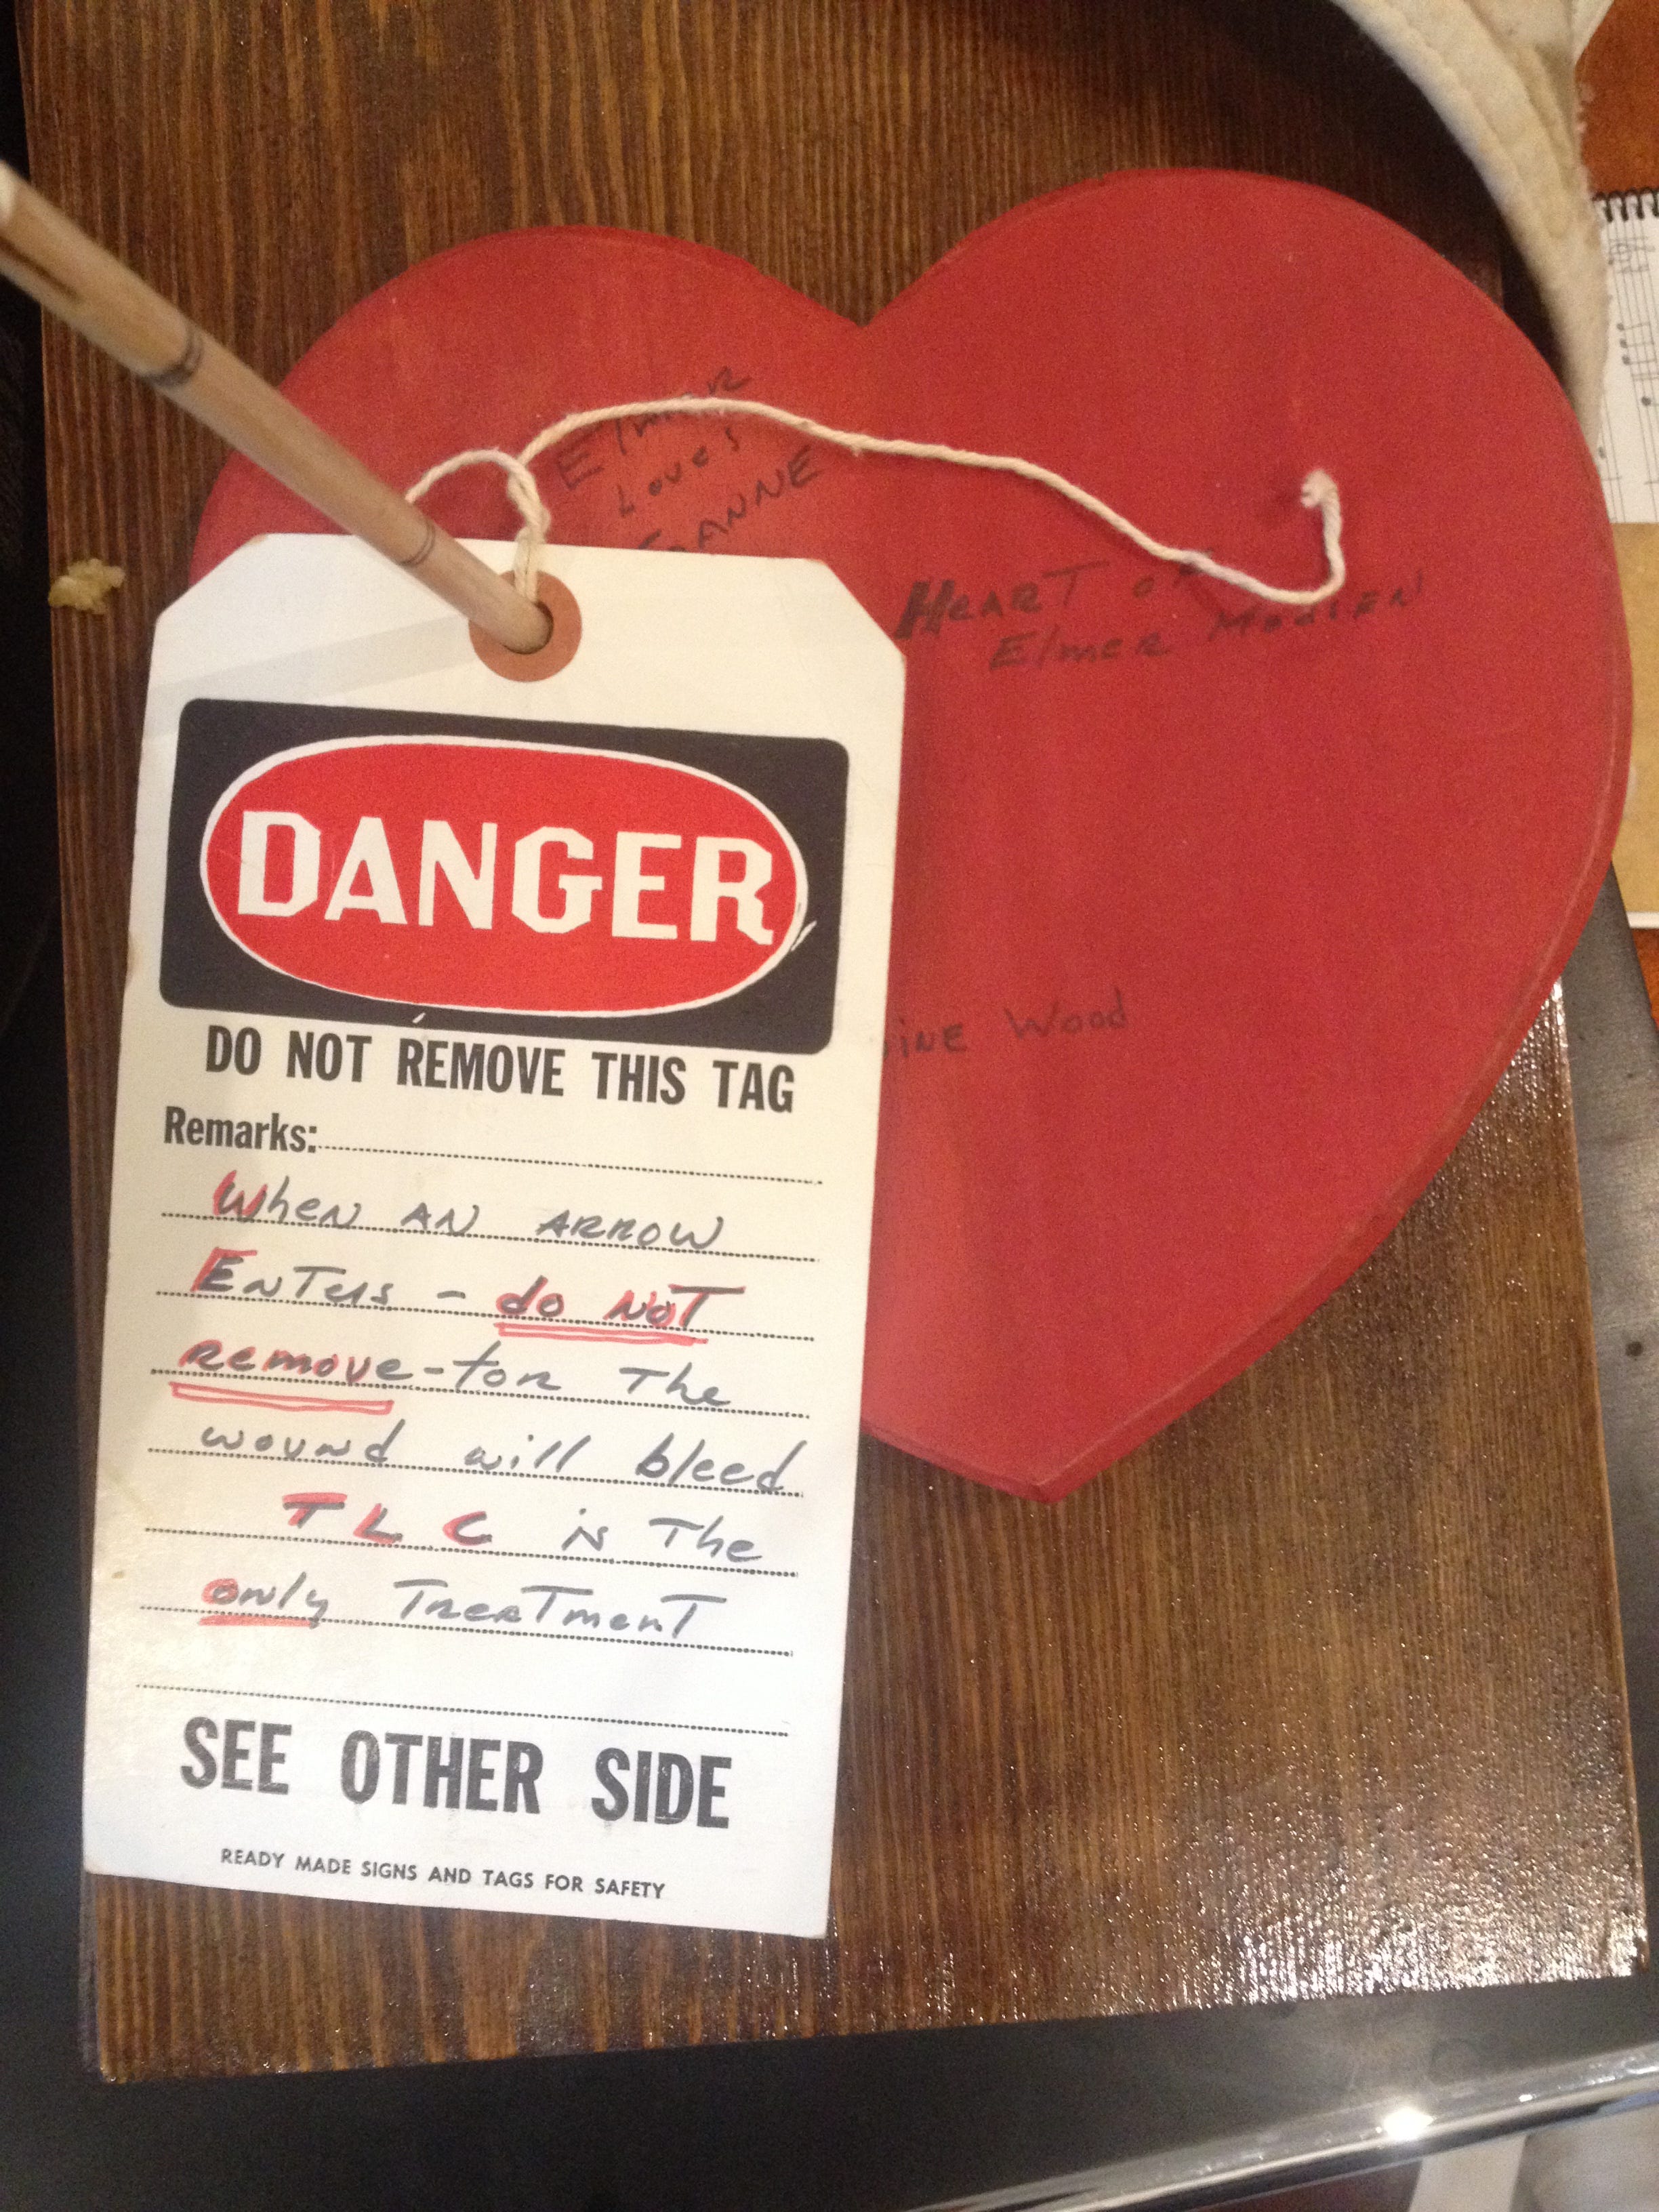 Elmer
Loves
HEART OF
Elmer
Wood
DANGER
DO NOT REMOVE THIS TAG
Remarks:
When AN ARROW
Enters - do NOT
remove - for The
wound will bleed
T L C is The
only TreaTmenT
SEE OTHER SIDE
READY MADE SIGNS AND TAGS FOR SAFETY